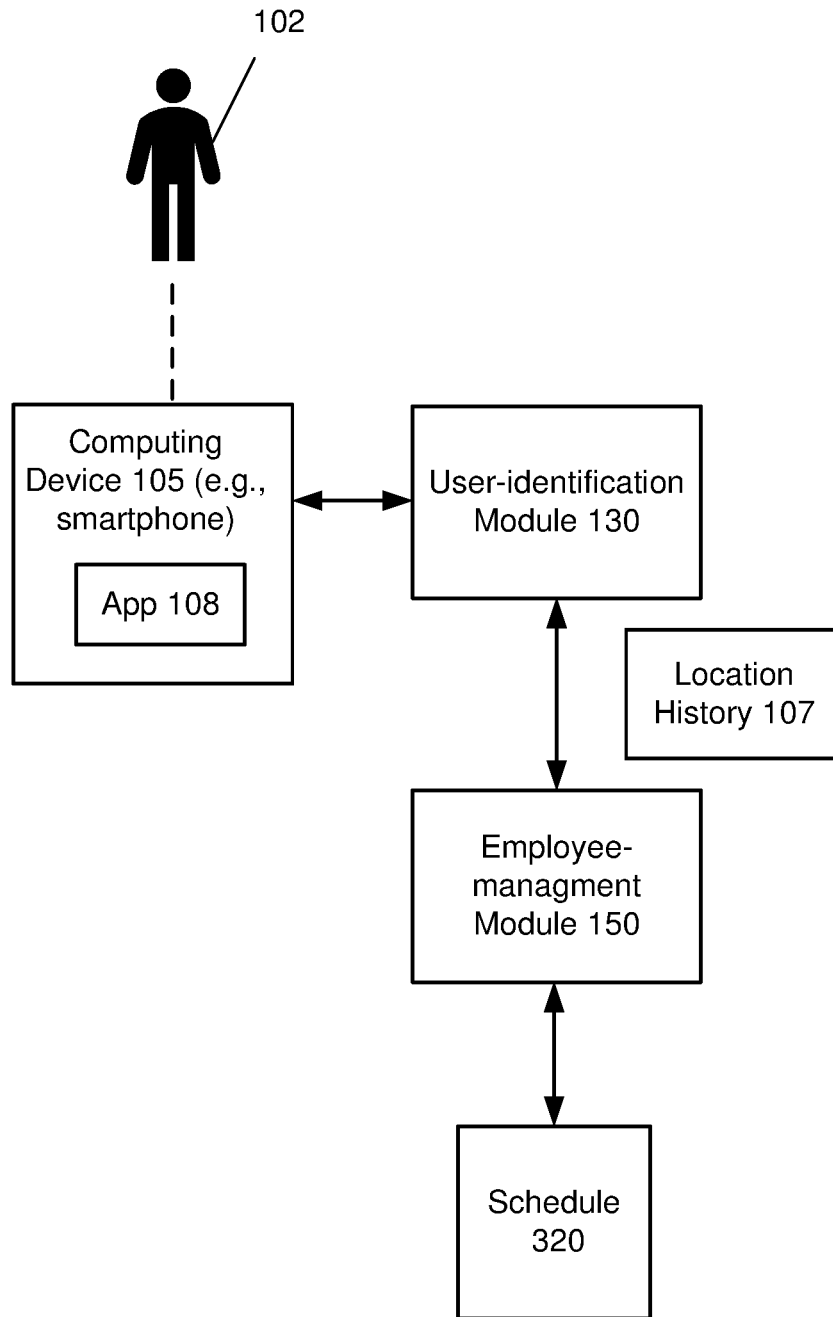 102
Computing
Device 105 (e.g.,
smartphone)
App 108
User-identification
Module 130
Location
History 107
Employee-
managment
Module 150
Schedule
320